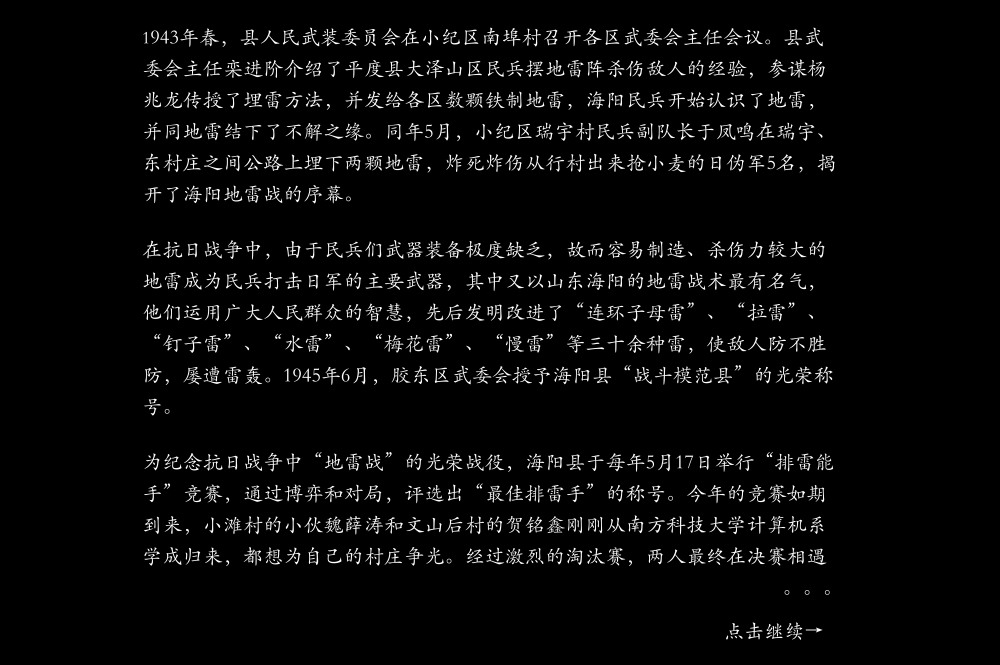 1943年春，县人民武装委员会在小纪区南埠村召开各区武委会主任会议。县武
委会主任栾进阶介绍了平度县大泽山区民兵摆地雷阵杀伤敌人的经验，参谋杨
兆龙传授了埋雷方法，并发给各区数颗铁制地雷，海阳民兵开始认识了地雷，
并同地雷结下了不解之缘。同年5月，小纪区瑞宇村民兵副队长于凤鸣在瑞宇、
东村庄之间公路上埋下两颗地雷，炸死炸伤从行村出来抢小麦的日伪军5名，揭
开了海阳地雷战的序幕。
在抗日战争中，由于民兵们武器装备极度缺乏，故而容易制造、杀伤力较大的
地雷成为民兵打击日军的主要武器，其中又以山东海阳的地雷战术最有名气，
他们运用广大人民群众的智慧，先后发明改进了“连环子母雷”、“拉雷”、
“钉子雷”、“水雷”、“梅花雷”、“慢雷”等三十余种雷，使敌人防不胜
防，屡遭雷轰。1945年6月，胶东区武委会授予海阳县“战斗模范县”的光荣称
号。
为纪念抗日战争中“地雷战”的光荣战役，海阳县于每年5月17日举行“排雷能
手”竞赛，通过博弈和对局，评选出“最佳排雷手”的称号。今年的竞赛如期
到来，小滩村的小伙魏薛涛和文山后村的贺铭鑫刚刚从南方科技大学计算机系
学成归来，都想为自己的村庄争光。经过激烈的淘汰赛，两人最终在决赛相遇
。。。
点击继续→